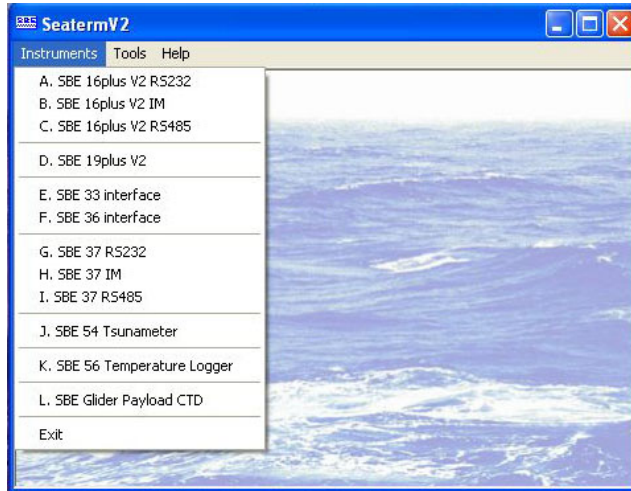 SBE SeatermV2
Instruments Tools Help
A. SBE 16plus V2 RS232
B. SBE 16plus V2 IM
C. SBE 16plus V2 RS485
D. SBE 19plus V2
E. SBE 33 interface
F. SBE 36 interface
G. SBE 37 RS232
H. SBE 37 IM
I. SBE 37 RS485
J. SBE 54 Tsunameter
K. SBE 56 Temperature Logger
L. SBE Glider Payload CTD
Exit